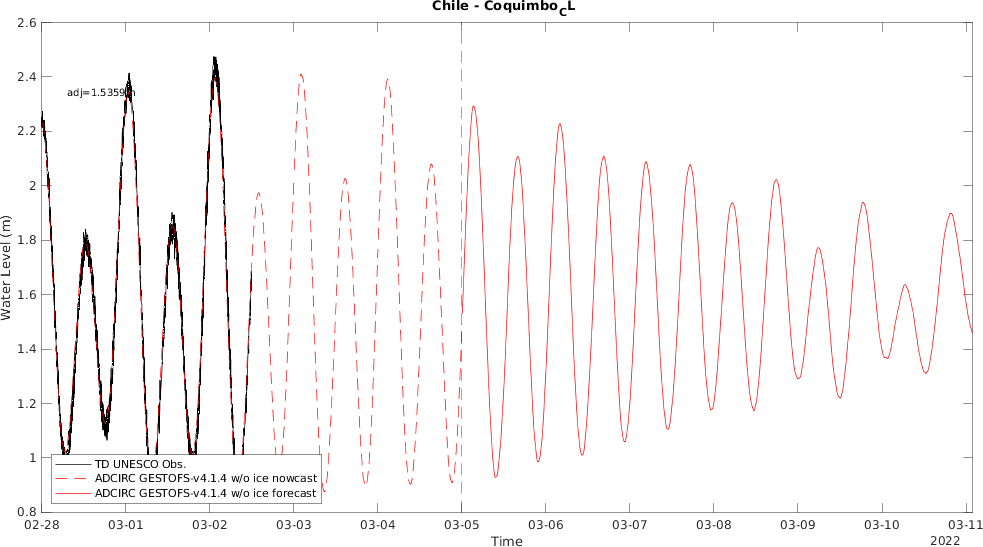 Chile - Coquimbo_CL
2.6
2.4
adj=1.5359m
2.2
2
1.8
1.6
1.4
1.2
1
0.8
Water Level (m)
TD UNESCO Obs.
ADCIRC GESTOFS-v4.1.4 w/o ice nowcast
ADCIRC GESTOFS-v4.1.4 w/o ice forecast
02-28 03-01 03-02 03-03 03-04 03-05 03-06 03-07 03-08 03-09 03-10 03-11
Time
2022